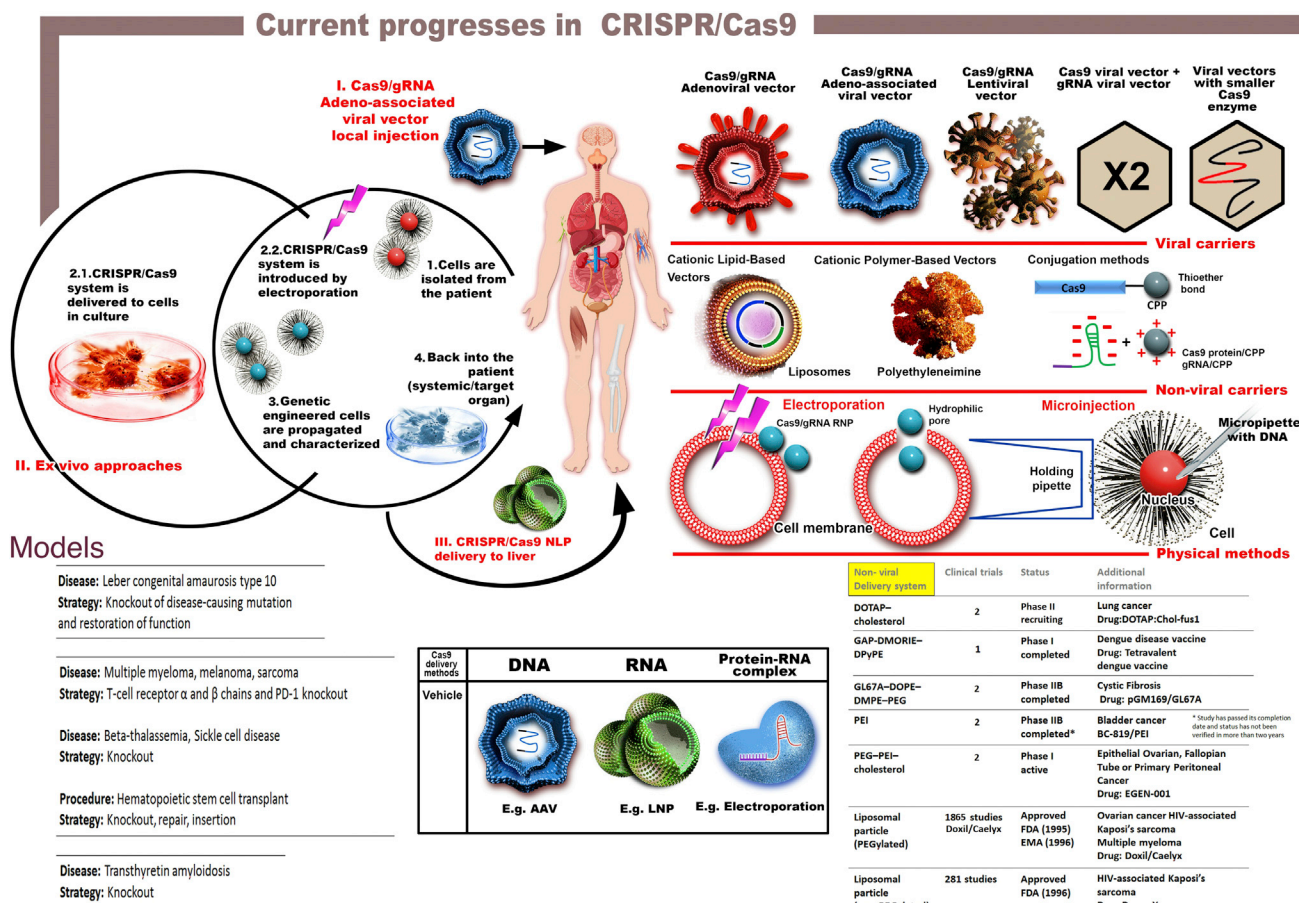 Current progresses in CRISPR/Cas9
I. Cas9/gRNA
Adeno-associated
viral vector
local injection
2.1.CRISPR/Cas9
system is
delivered to cells
in culture
2.2.CRISPR/Cas9
system is
introduced by
electroporation
1.Cells are
isolated from
the patient
3.Genetic
engineered cells
are propagated
and characterized
4.Back into the
patient
(systemic/target
organ)
II. Ex vivo approaches
III. CRISPR/Cas9 NLP
delivery to liver
Cas9/gRNA
Adenoviral vector
Cas9/gRNA
Adeno-associated
viral vector
Cas9/gRNA
Lentiviral
vector
Cas9 viral vector +
gRNA viral vector
Viral vectors
with smaller
Cas9
enzyme
X2
Viral carriers
Cationic Lipid-Based
Vectors
Liposomes
Cationic Polymer-Based Vectors
Polyethyleneimine
Conjugation methods
Cas9
CPP
Thioether
bond
+
Cas9 protein/CPP
gRNA/CPP
Non-viral carriers
Electroporation
Cas9/gRNA RNP
Hydrophilic
pore
Cell membrane
Microinjection
Micropipette
with DNA
Holding
pipette
Nucleus
Cell
Physical methods
Models
Disease: Leber congenital amaurosis type 10
Strategy: Knockout of disease-causing mutation
and restoration of function
Disease: Multiple myeloma, melanoma, sarcoma
Strategy: T-cell receptor α and β chains and PD-1 knockout
Disease: Beta-thalassemia, Sickle cell disease
Strategy: Knockout
Procedure: Hematopoietic stem cell transplant
Strategy: Knockout, repair, insertion
Disease: Transthyretin amyloidosis
Strategy: Knockout
Cas9
delivery
methods
DNA
RNA
Protein-RNA
complex
Vehicle
E.g. AAV
E.g. LNP
E.g. Electroporation
Non- viral
Delivery system
Clinical trials
Status
Additional
information
DOTAP–
cholesterol
2
Phase II
recruiting
Lung cancer
Drug:DOTAP:Chol-fus1
GAP-DMORIE–
DPyPE
1
Phase I
completed
Dengue disease vaccine
Drug: Tetravalent
dengue vaccine
GL67A–DOPE–
DMPE–PEG
2
Phase IIB
completed
Cystic Fibrosis
Drug: pGM169/GL67A
PEI
2
Phase IIB
completed*
Bladder cancer
BC-819/PEI
* Study has passed its completion
date and status has not been
verified in more than two years
PEG–PEI–
cholesterol
2
Phase I
active
Epithelial Ovarian, Fallopian
Tube or Primary Peritoneal
Cancer
Drug: EGEN-001
Liposomal
particle
(PEGylated)
1865 studies
Doxil/Caelyx
Approved
FDA (1995)
EMA (1996)
Ovarian cancer HIV-associated
Kaposi's sarcoma
Multiple myeloma
Drug: Doxil/Caelyx
Liposomal
particle
281 studies
Approved
FDA (1996)
HIV-associated Kaposi's
sarcoma